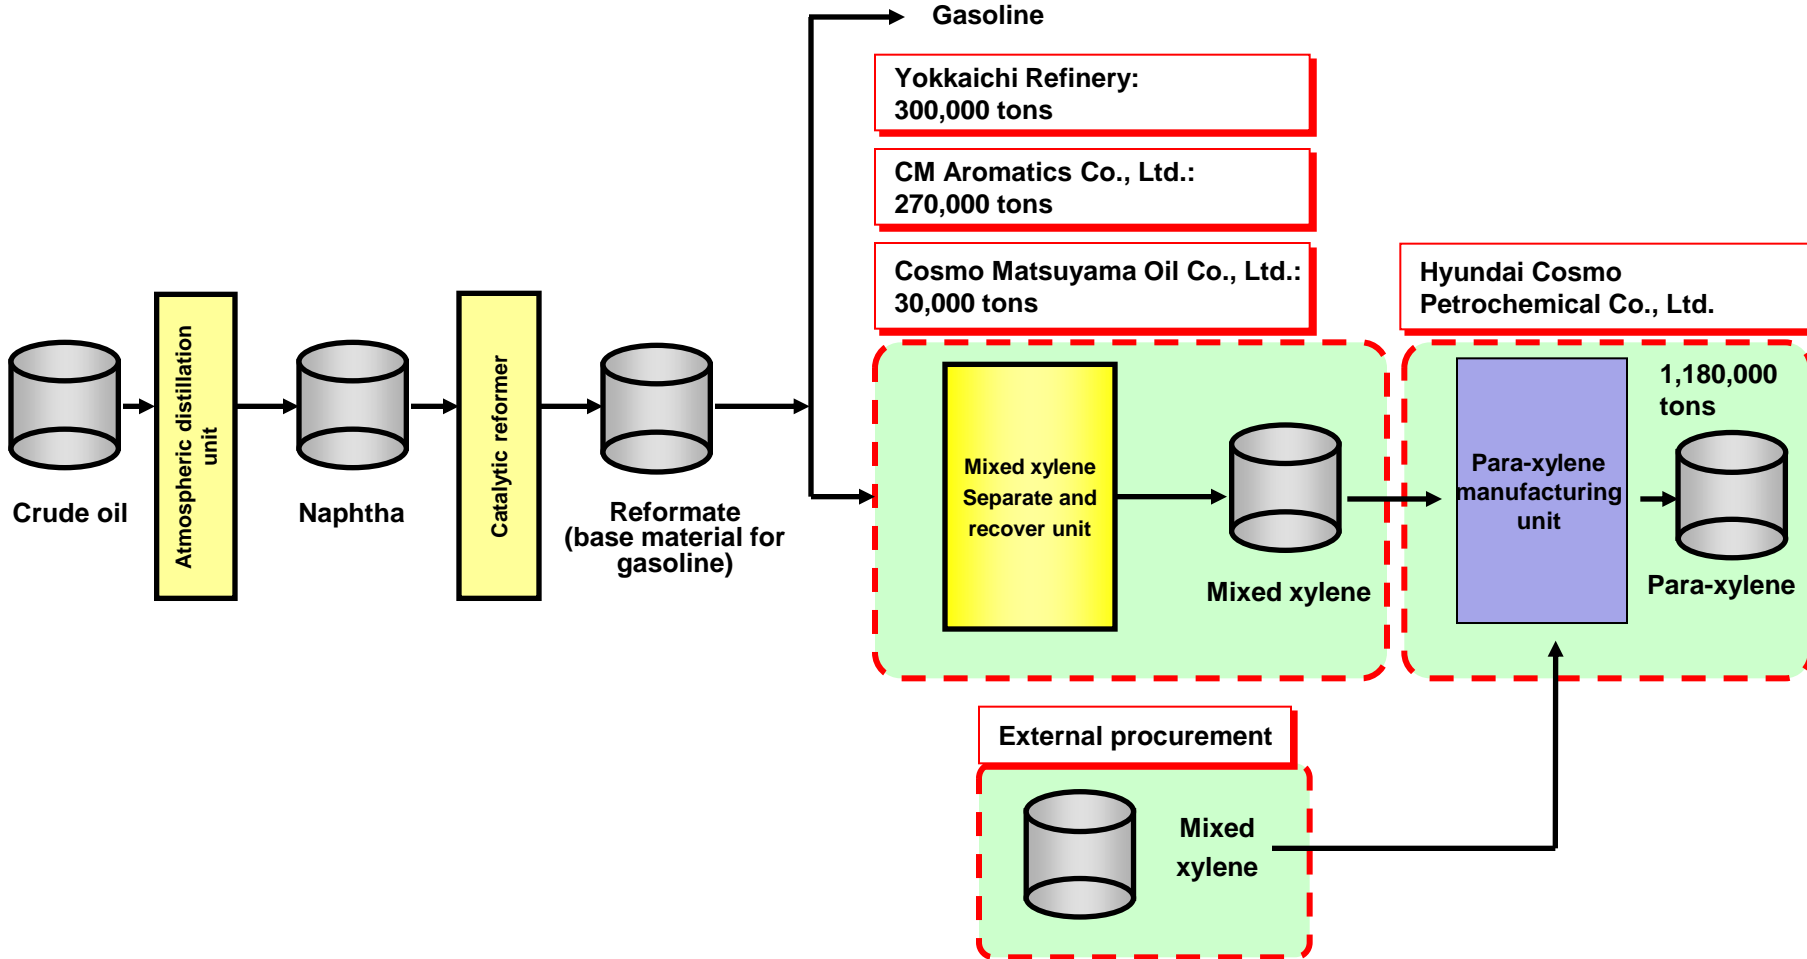 Gasoline
Yokkaichi Refinery:
300,000 tons
CM Aromatics Co., Ltd.:
270,000 tons
Cosmo Matsuyama Oil Co., Ltd.:
30,000 tons
Hyundai Cosmo
Petrochemical Co., Ltd.
Crude oil
Atmospheric distillation
unit
Naphtha
Catalytic reformer
Reformate
(base material for
gasoline)
Mixed xylene
Separate and
recover unit
Mixed xylene
Para-xylene
manufacturing
unit
1,180,000
tons
Para-xylene
External procurement
Mixed
xylene